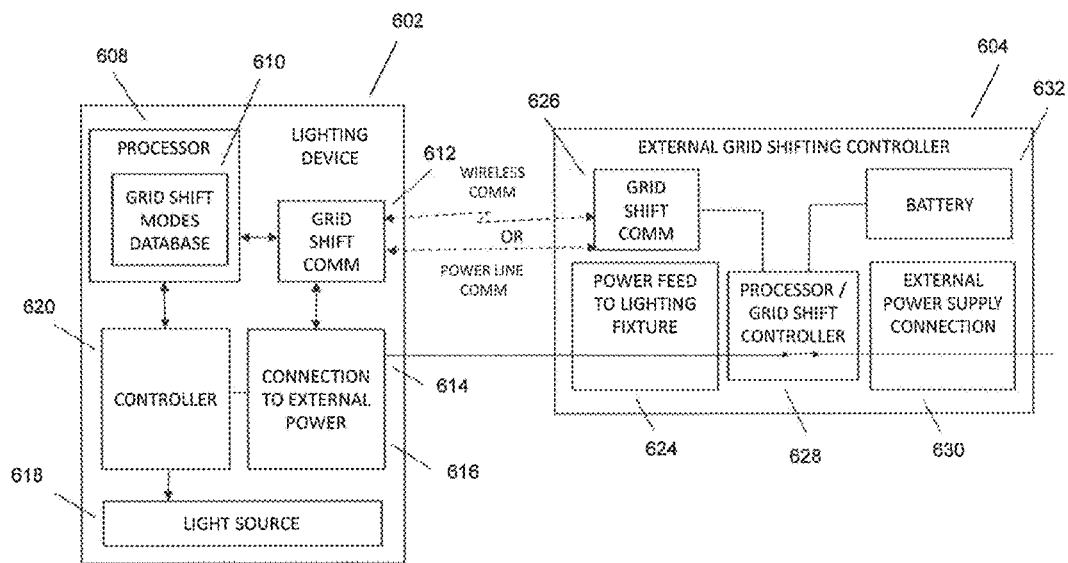 602
608
610
604
632
626
LIGHTING
DEVICE
PROCESSOR
GRID SHIFT
MODES
DATABASE
612
GRID
SHIFT
COMM
WIRELESS
COMM
OR
POWER LINE
COMM
EXTERNAL GRID SHIFTING CONTROLLER
GRID
SHIFT
COMM
BATTERY
POWER FEED
TO LIGHTING
FIXTURE
PROCESSOR /
GRID SHIFT
CONTROLLER
EXTERNAL
POWER SUPPLY
CONNECTION
620
CONTROLLER
CONNECTION
TO EXTERNAL
POWER
614
616
624
628
630
618
LIGHT SOURCE